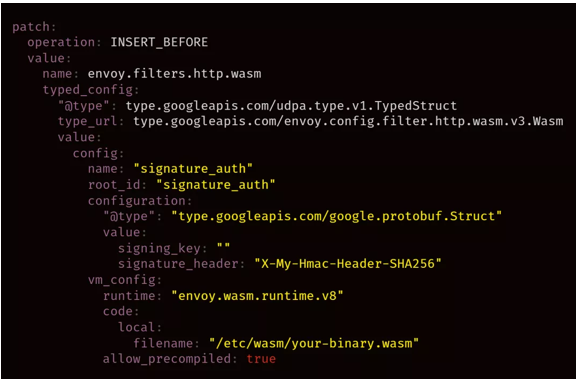 patch:
  operation: INSERT_BEFORE
  value:
    name: envoy.filters.http.wasm
    typed_config:
      "@type": type.googleapis.com/udpa.type.v1.TypedStruct
      type_url: type.googleapis.com/envoy.config.filter.http.wasm.v3.Wasm
      value:
        config:
          name: "signature_auth"
          root_id: "signature_auth"
          configuration:
            "@type": "type.googleapis.com/google.protobuf.Struct"
            value:
              signing_key: ""
              signature_header: "X-My-Hmac-Header-SHA256"
          vm_config:
            runtime: "envoy.wasm.runtime.v8"
            code:
              local:
                filename: "/etc/wasm/your-binary.wasm"
            allow_precompiled: true